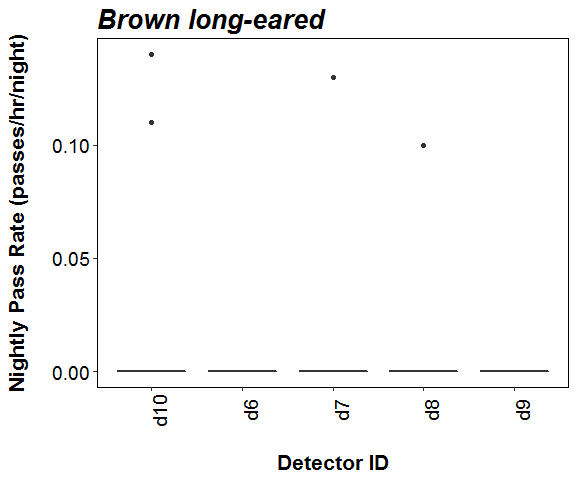 Brown long-eared
Nightly Pass Rate (passes/hr/night)
0.10
0.05
0.00
d10
d6
d7
d8
d9
Detector ID